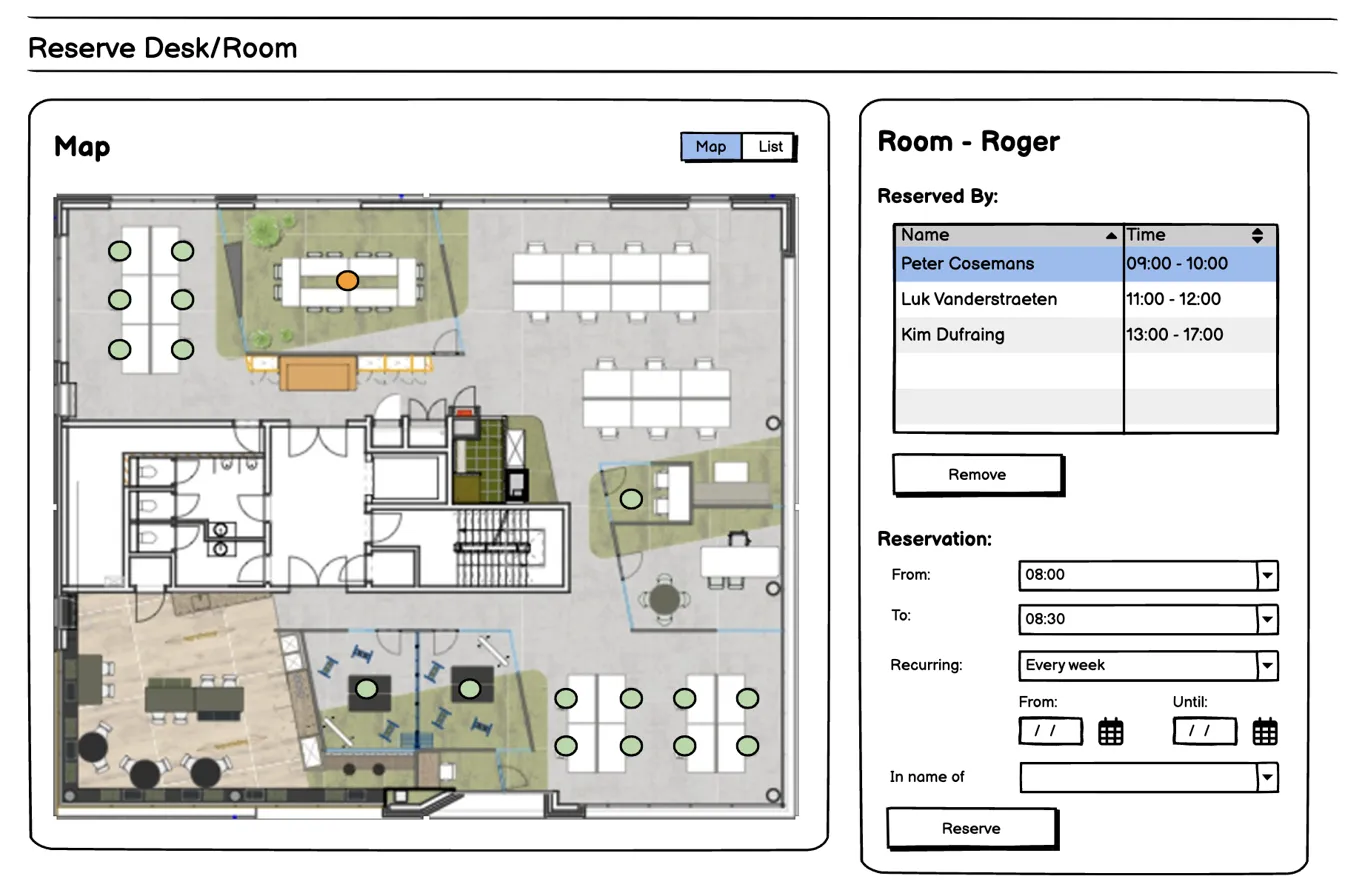 Reserve Desk/Room
Map
Map List
Room - Roger
Reserved By:
Name Time
Peter Cosemans 09:00 - 10:00
Luk Vanderstraeten 11:00 - 12:00
Kim Dufraing 13:00 - 17:00
Remove
Reservation:
From: 08:00
To: 08:30
Recurring: Every week
From: Until:
/ / / /
In name of
Reserve